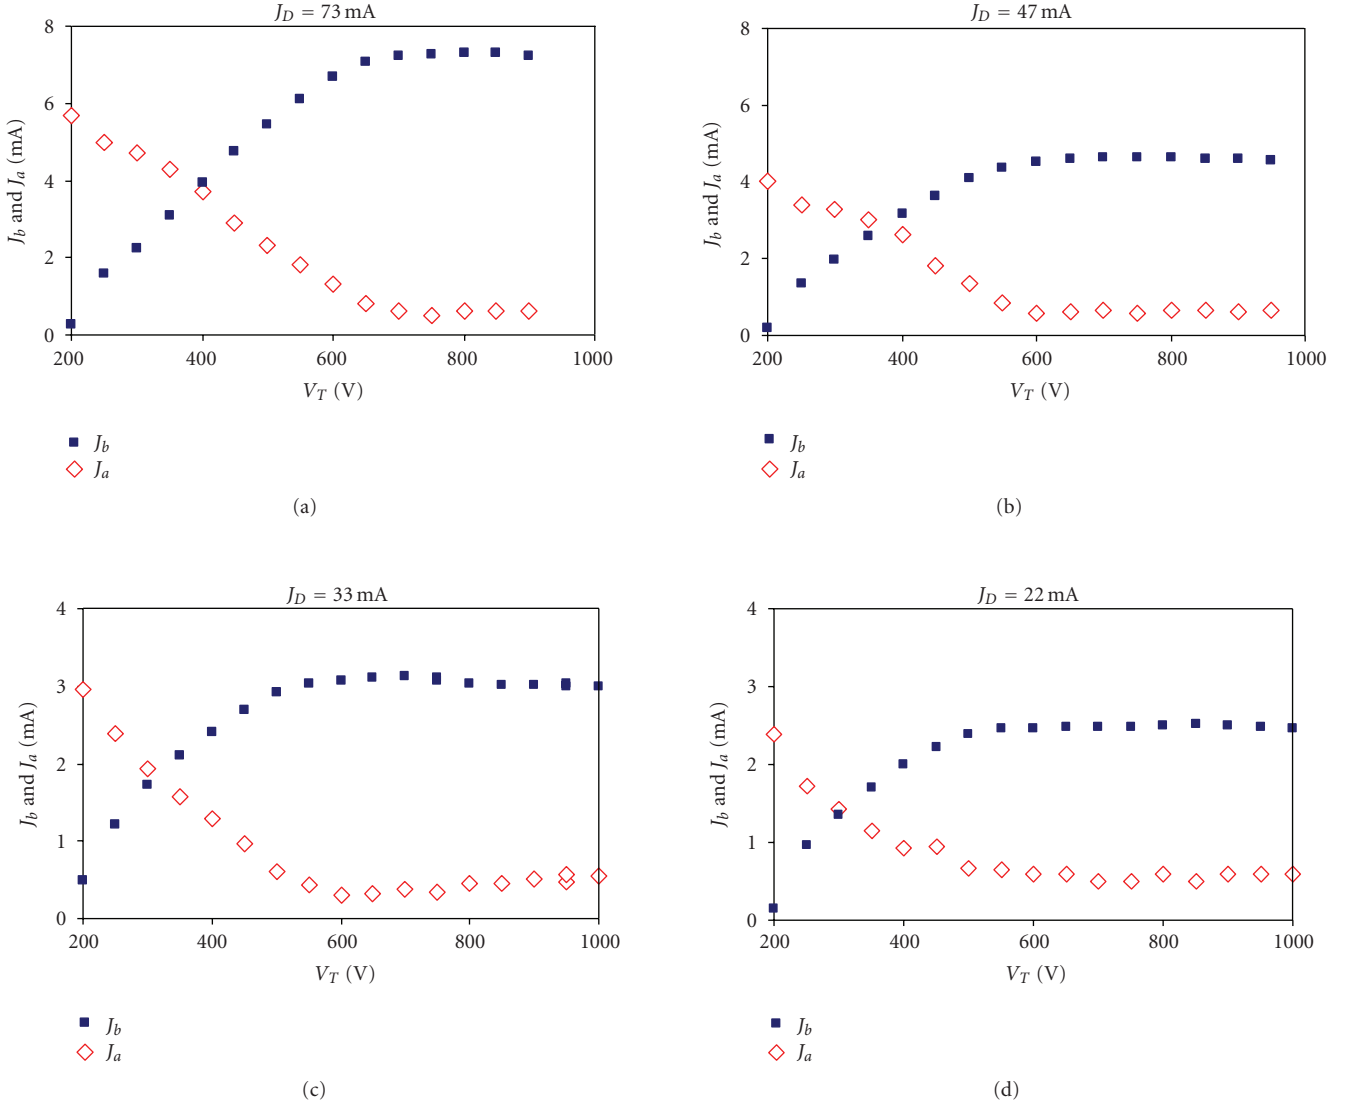 J_D = 73 mA
8
6
4
2
0
200 400 600 800 1000
J_b and J_a (mA)
V_T (V)
J_b
J_a
(a)
J_D = 47 mA
8
6
4
2
0
200 400 600 800 1000
J_b and J_a (mA)
V_T (V)
J_b
J_a
(b)
J_D = 33 mA
4
3
2
1
0
200 400 600 800 1000
J_b and J_a (mA)
V_T (V)
J_b
J_a
(c)
J_D = 22 mA
4
3
2
1
0
200 400 600 800 1000
J_b and J_a (mA)
V_T (V)
J_b
J_a
(d)